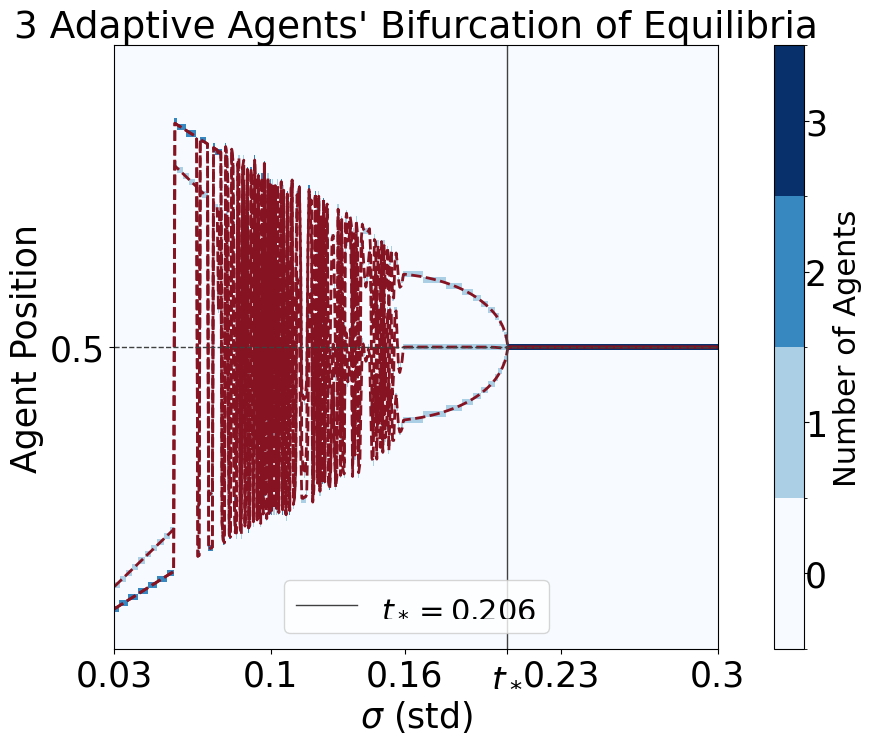 3 Adaptive Agents' Bifurcation of Equilibria
Agent Position
0.5
t* = 0.206
0.03 0.1 0.16 t* 0.23 0.3
σ (std)
3
2
1
0
Number of Agents